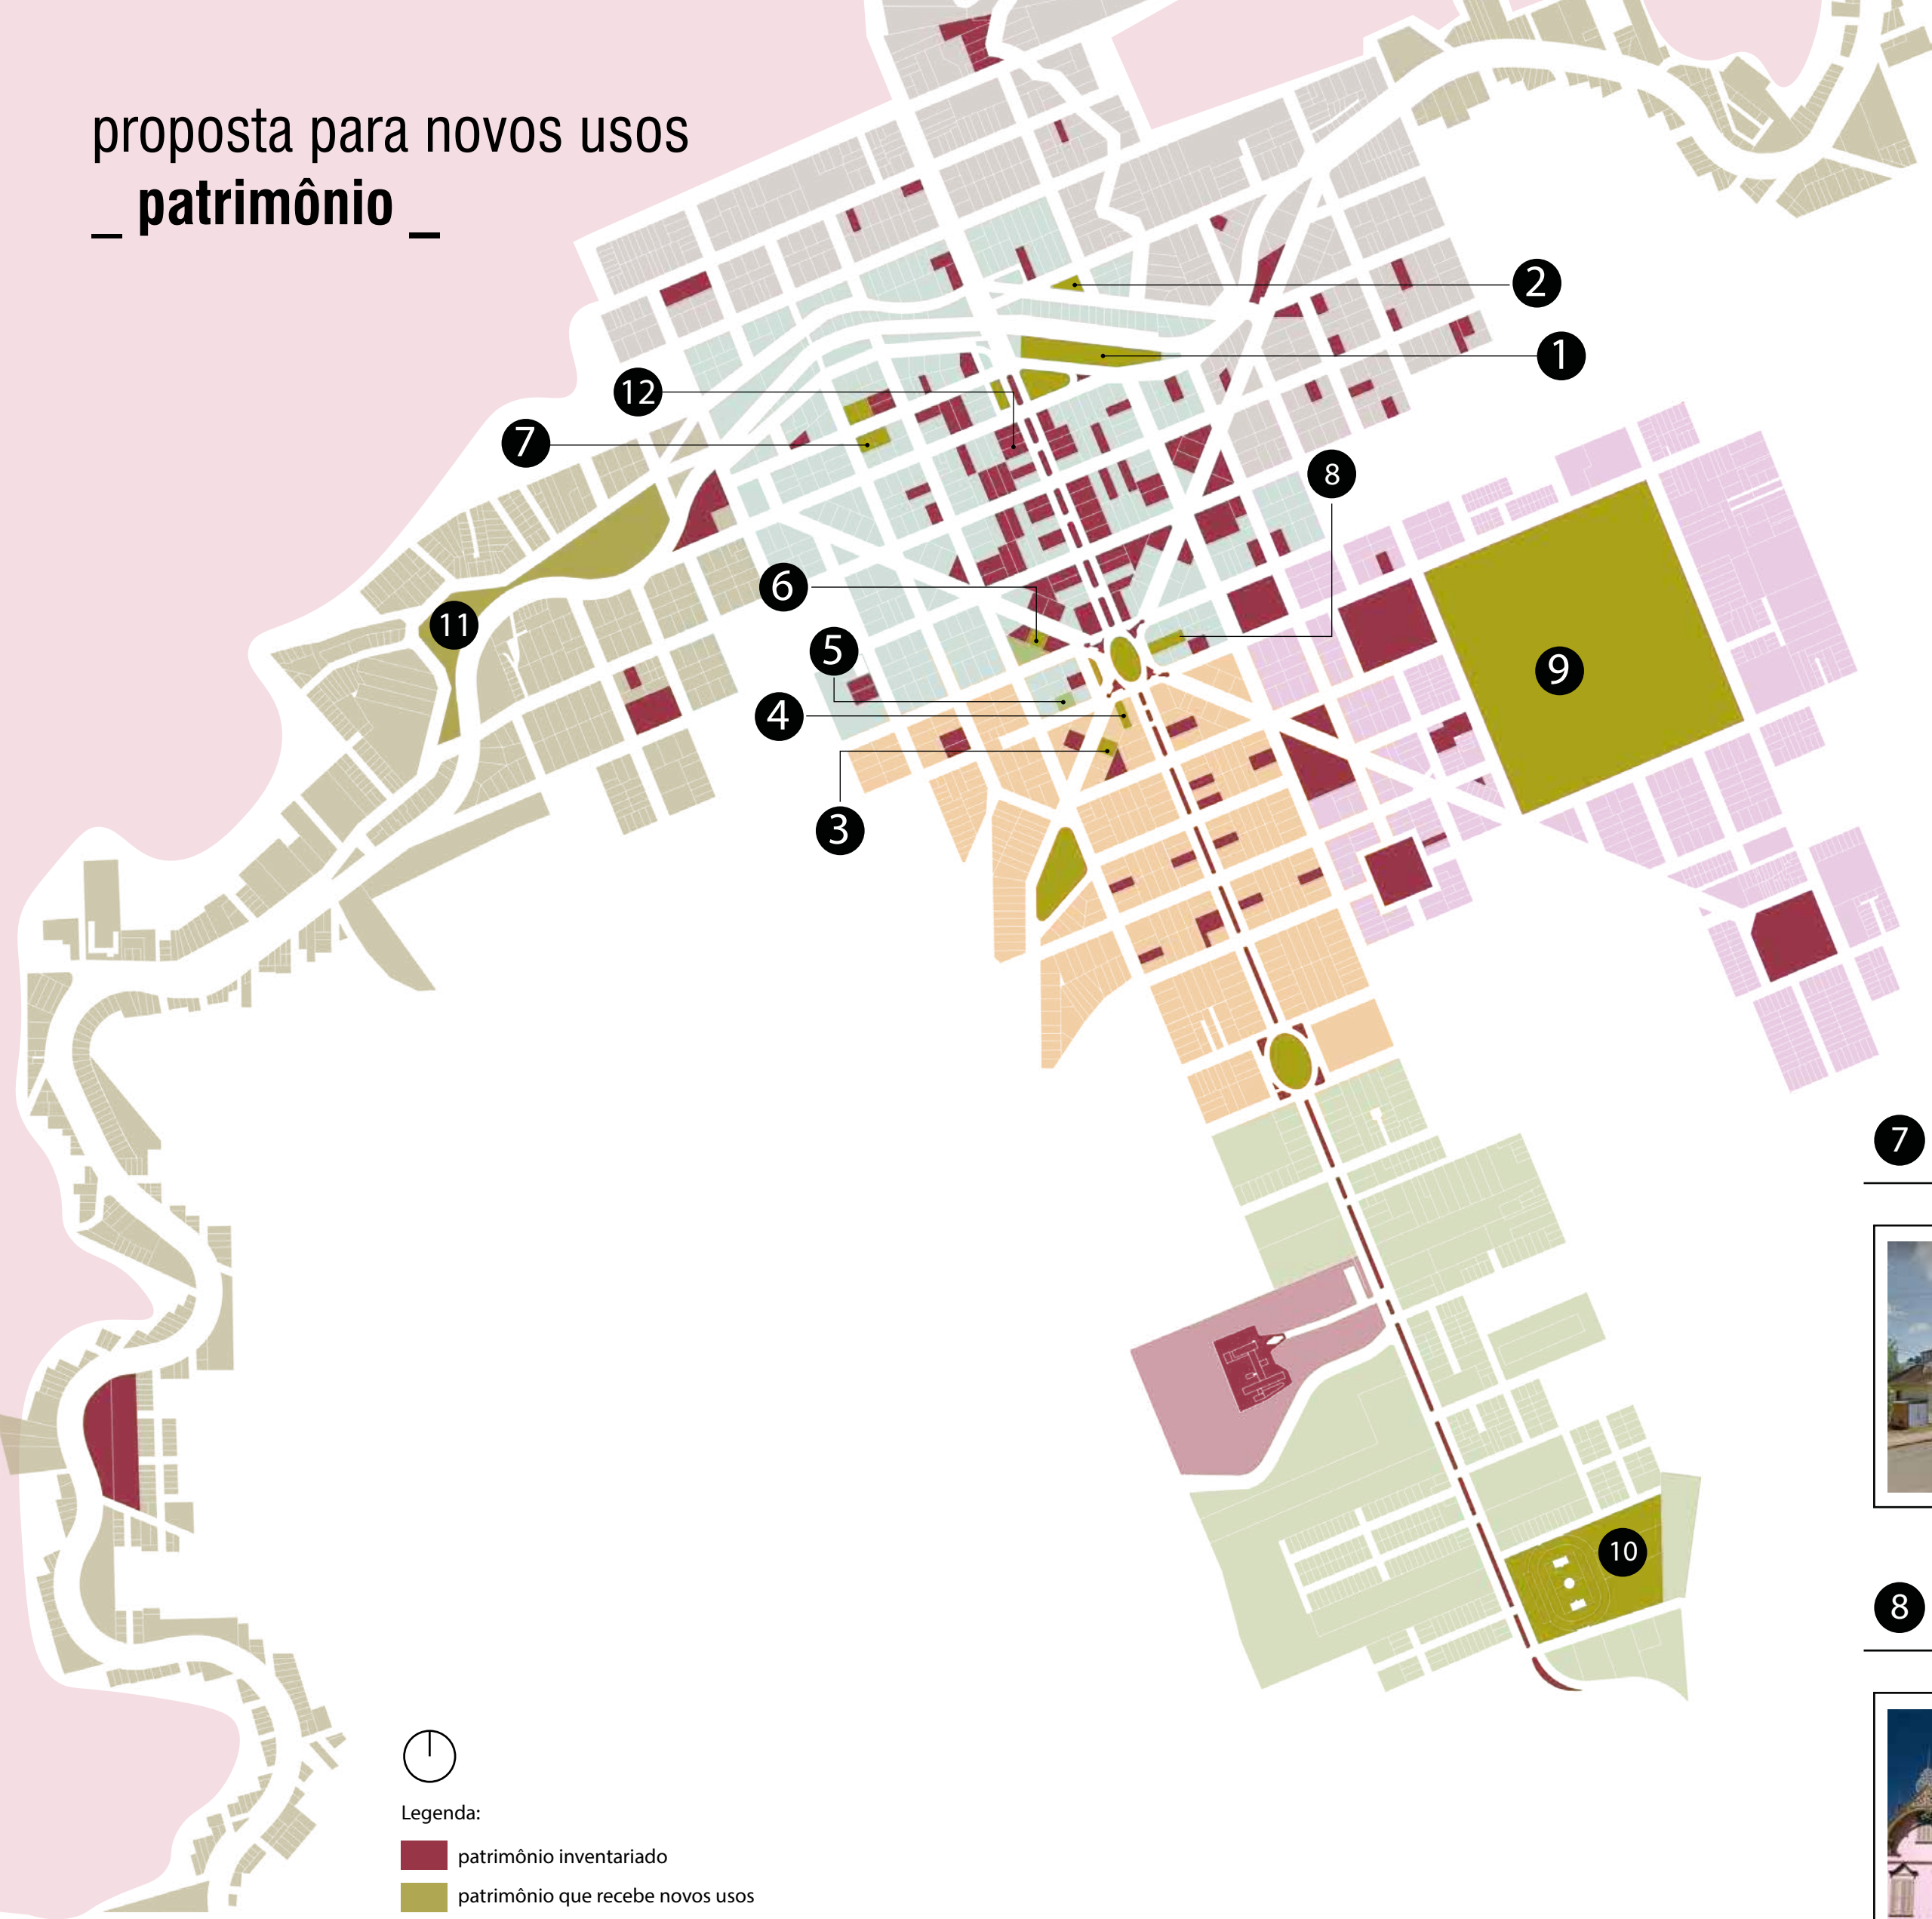 proposta para novos usos
_ patrimônio _
2
1
12
7
8
6
11
5
9
4
3
7
10
8
Legenda:
patrimônio inventariado
patrimônio que recebe novos usos